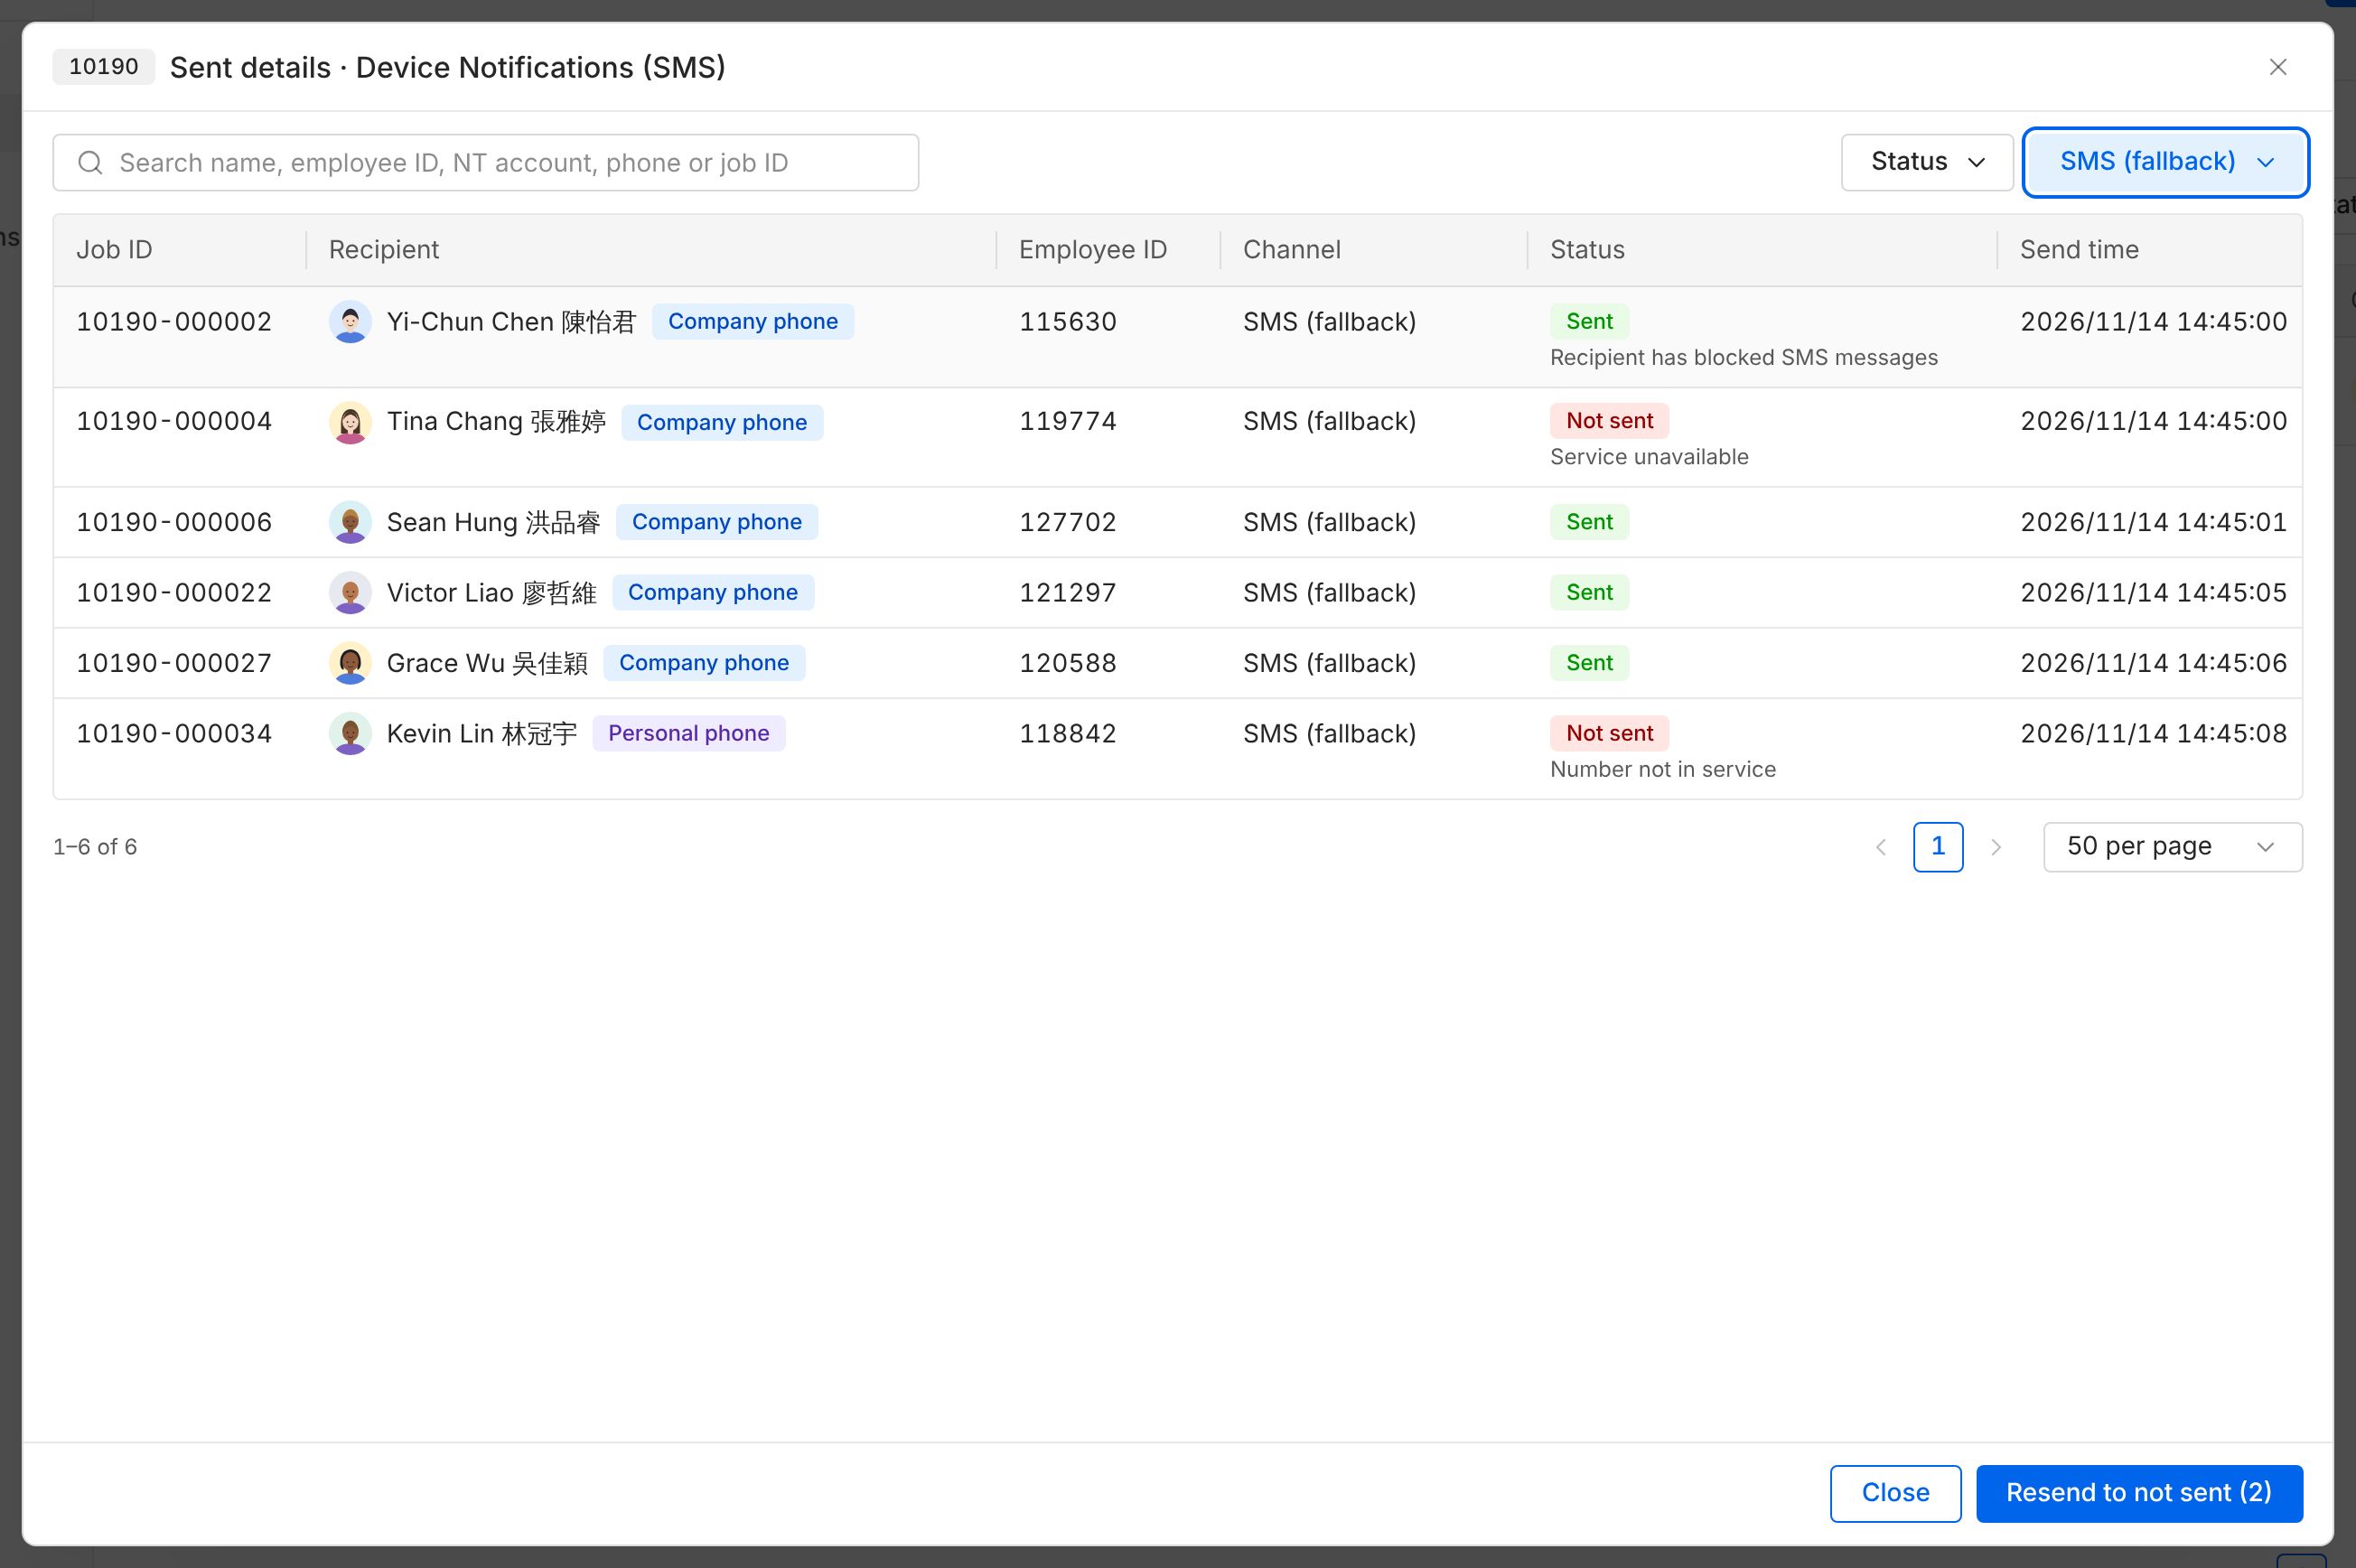 10190 Sent details · Device Notifications (SMS)
Search name, employee ID, NT account, phone or job ID
Status
SMS (fallback)
Job ID Recipient Employee ID Channel Status Send time
10190-000002 Yi-Chun Chen 陳怡君 Company phone 115630 SMS (fallback) Sent 2026/11/14 14:45:00
Recipient has blocked SMS messages
10190-000004 Tina Chang 張雅婷 Company phone 119774 SMS (fallback) Not sent 2026/11/14 14:45:00
Service unavailable
10190-000006 Sean Hung 洪品睿 Company phone 127702 SMS (fallback) Sent 2026/11/14 14:45:01
10190-000022 Victor Liao 廖哲維 Company phone 121297 SMS (fallback) Sent 2026/11/14 14:45:05
10190-000027 Grace Wu 吳佳穎 Company phone 120588 SMS (fallback) Sent 2026/11/14 14:45:06
10190-000034 Kevin Lin 林冠宇 Personal phone 118842 SMS (fallback) Not sent 2026/11/14 14:45:08
Number not in service
1–6 of 6
1
50 per page
Close
Resend to not sent (2)